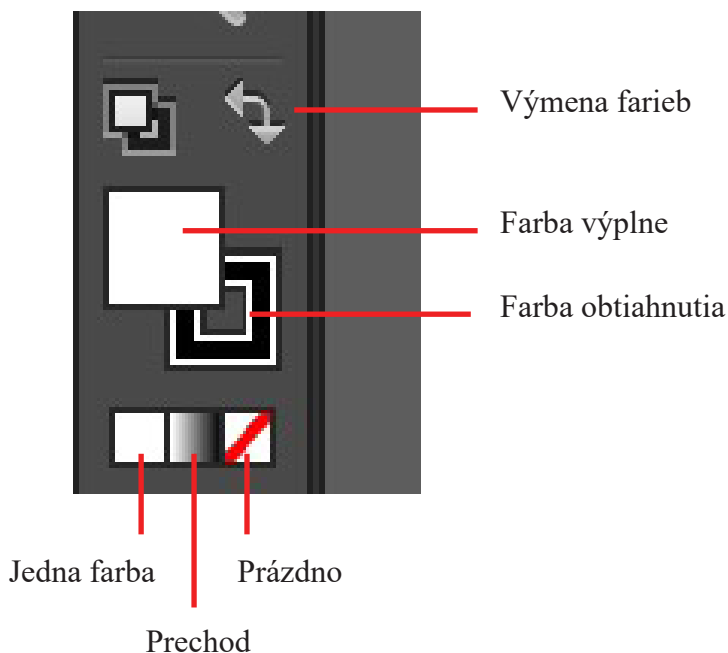 Výmena farieb
Farba výplne
Farba obtiahnutia
Jedna farba
Prázdno
Prechod